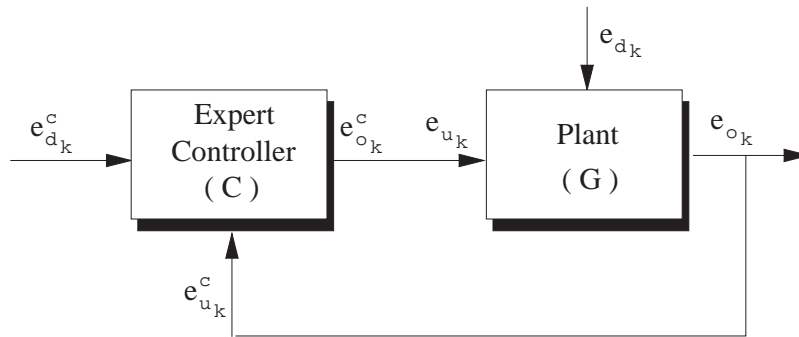 e_{d_k}
e^c_{d_k}
Expert
Controller
( C )
e^c_{o_k}
e_{u_k}
Plant
( G )
e_{o_k}
e^c_{u_k}